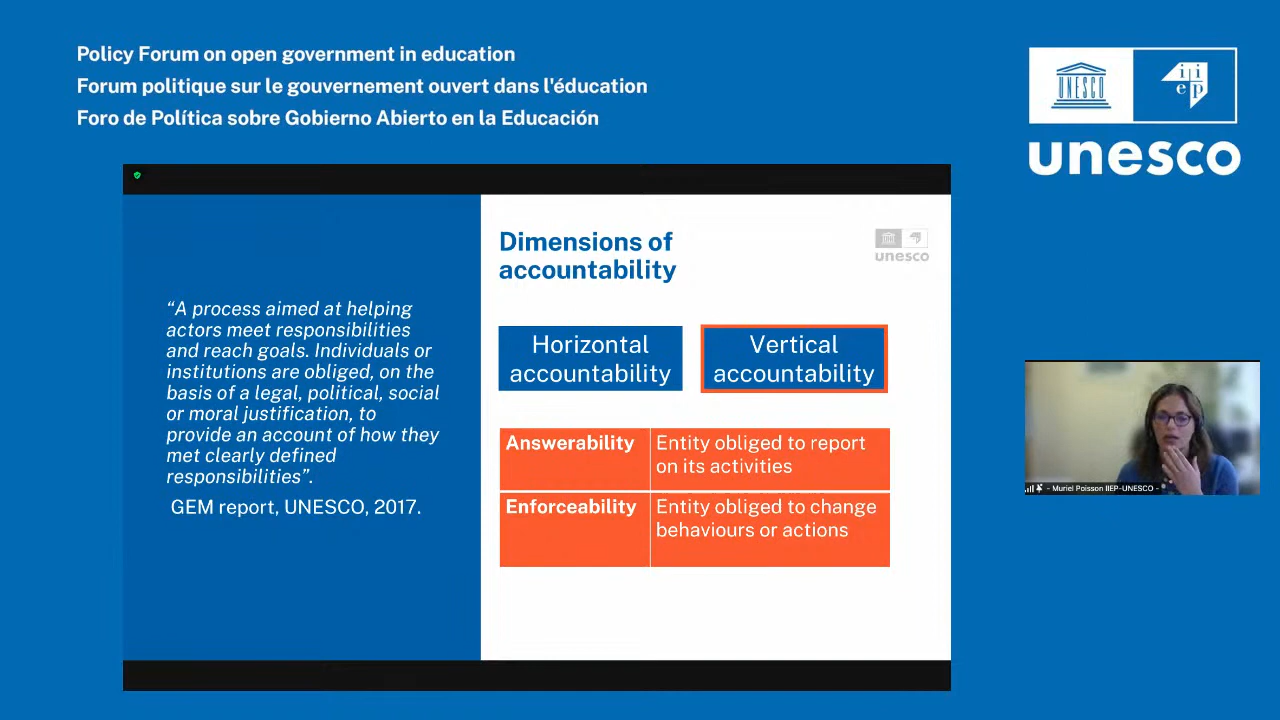 Policy Forum on open government in education
Forum politique sur le gouvernement ouvert dans l'éducation
Foro de Política sobre Gobierno Abierto en la Educación
UNESCO
i i
e p
unesco
“A process aimed at helping
actors meet responsibilities
and reach goals. Individuals or
institutions are obliged, on the
basis of a legal, political, social
or moral justification, to
provide an account of how they
met clearly defined
responsibilities”.
GEM report, UNESCO, 2017.
Dimensions of
accountability
unesco
Horizontal
accountability
Vertical
accountability
Answerability
Entity obliged to report
on its activities
Enforceability
Entity obliged to change
behaviours or actions
- Muriel Poisson IIEP-UNESCO -